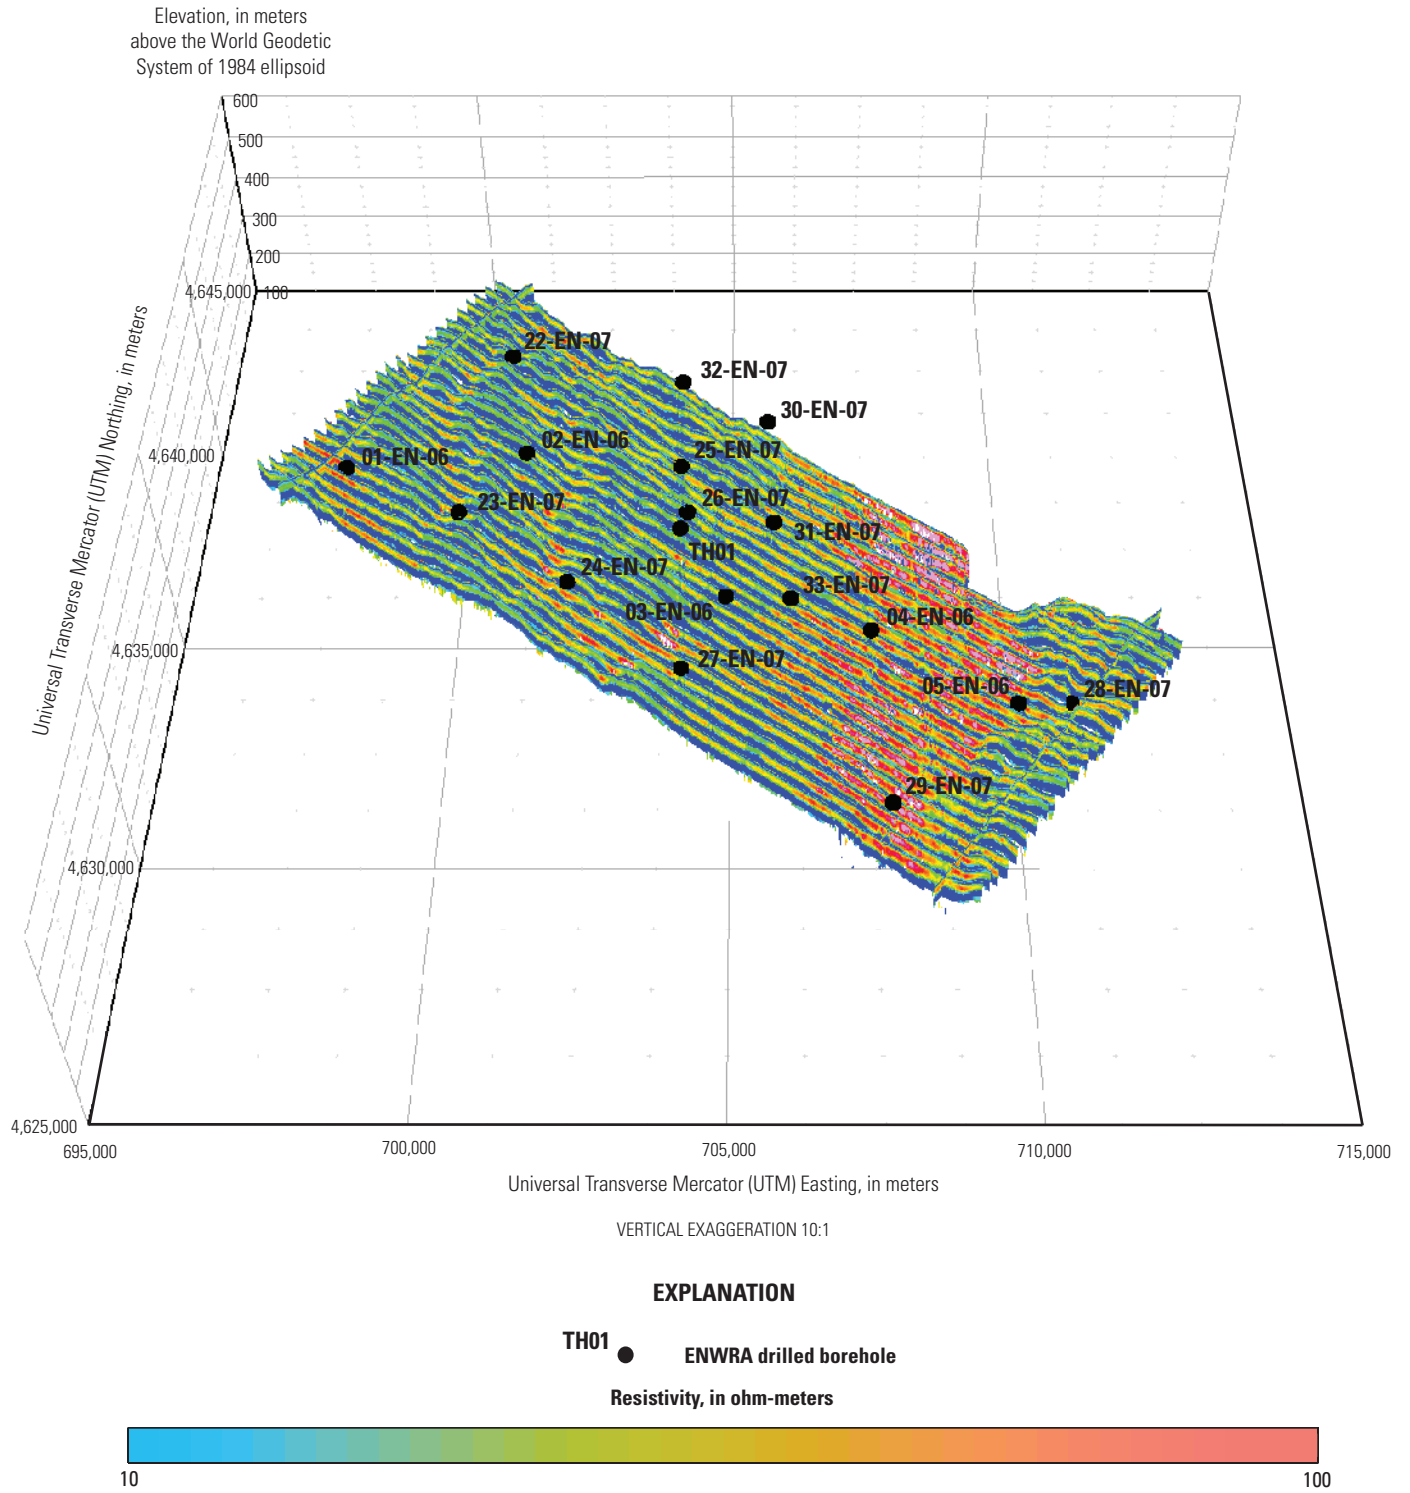 Elevation, in meters
above the World Geodetic
System of 1984 ellipsoid
600
500
400
300
200
100
4,645,000
4,640,000
4,635,000
4,630,000
4,625,000
Universal Transverse Mercator (UTM) Northing, in meters
22-EN-07
32-EN-07
30-EN-07
02-EN-06
01-EN-06
25-EN-07
23-EN-07
26-EN-07
31-EN-07
TH01
24-EN-07
33-EN-07
03-EN-06
04-EN-06
27-EN-07
05-EN-06
28-EN-07
29-EN-07
695,000
700,000
705,000
710,000
715,000
Universal Transverse Mercator (UTM) Easting, in meters
VERTICAL EXAGGERATION 10:1
EXPLANATION
TH01
ENWRA drilled borehole
Resistivity, in ohm-meters
10
100